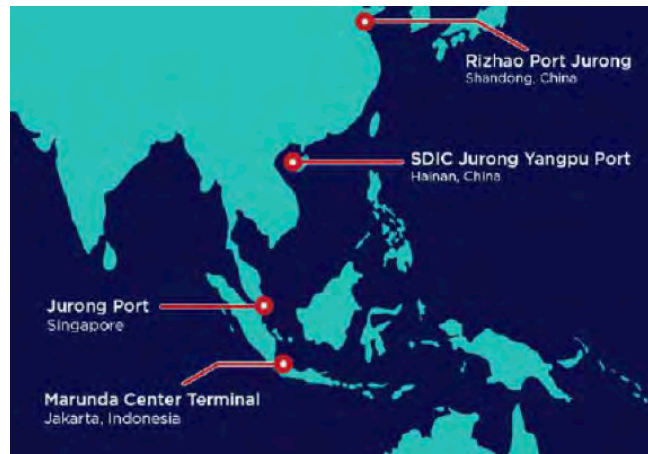 Rizhao Port Jurong
Shandong, China
SDIC Jurong Yangpu Port
Hainan, China
Jurong Port
Singapore
Marunda Center Terminal
Jakarta, Indonesia